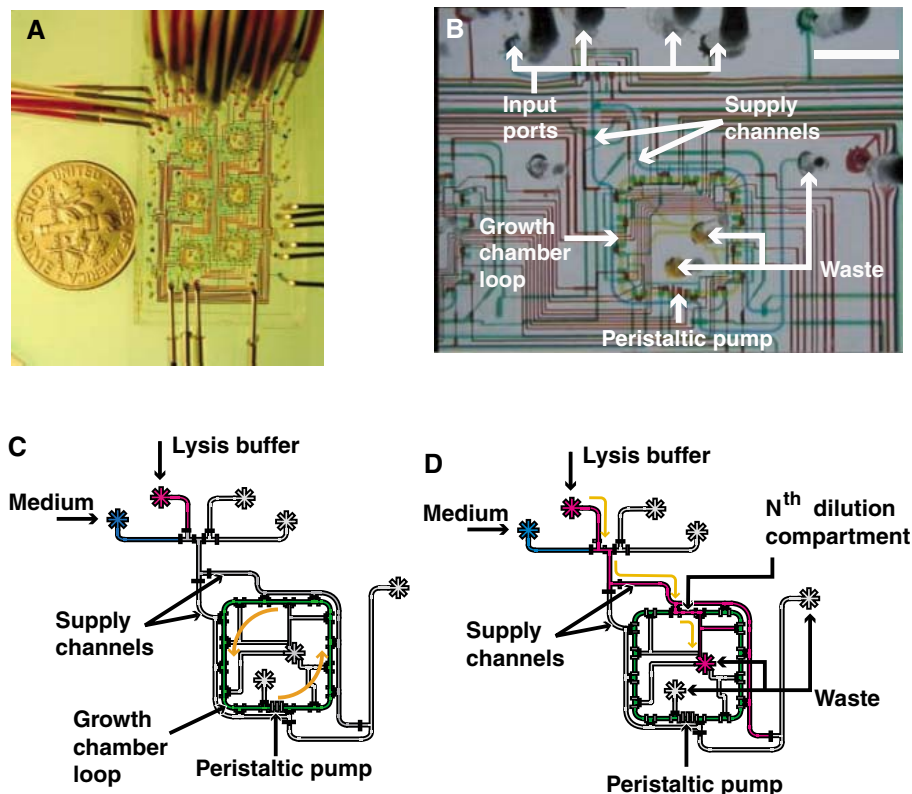 A
B
Input
ports
Supply
channels
Growth
chamber
loop
Waste
Peristaltic pump
C
Lysis buffer
Medium
Supply
channels
Growth
chamber
loop
Peristaltic pump
D
Lysis buffer
Medium
Nth dilution
compartment
Supply
channels
Waste
Peristaltic pump